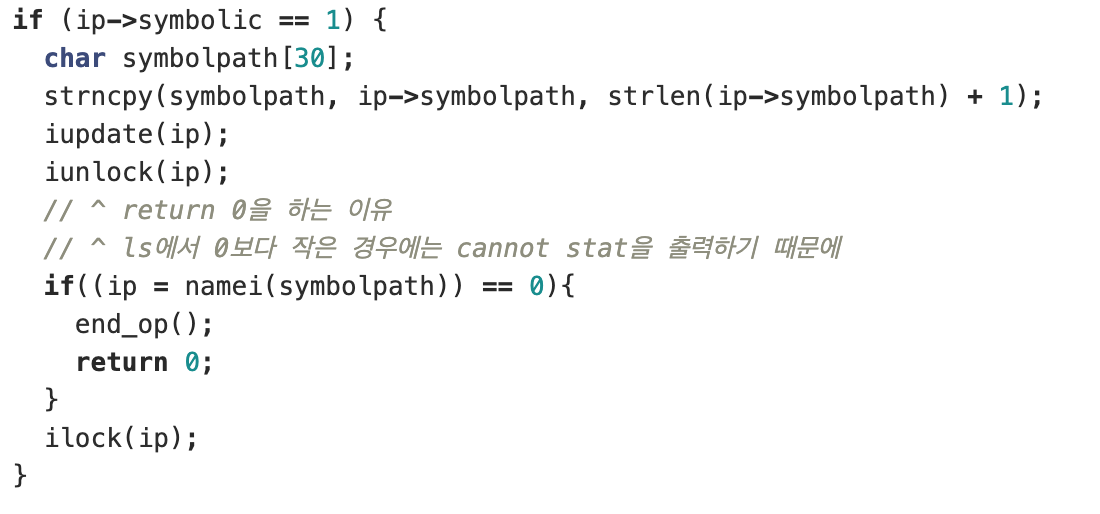 if (ip->symbolic == 1) {
  char symbolpath[30];
  strncpy(symbolpath, ip->symbolpath, strlen(ip->symbolpath) + 1);
  iupdate(ip);
  iunlock(ip);
  // ^ return 0을 하는 이유
  // ^ ls에서 0보다 작은 경우에는 cannot stat을 출력하기 때문에
  if((ip = namei(symbolpath)) == 0){
    end_op();
    return 0;
  }
  ilock(ip);
}